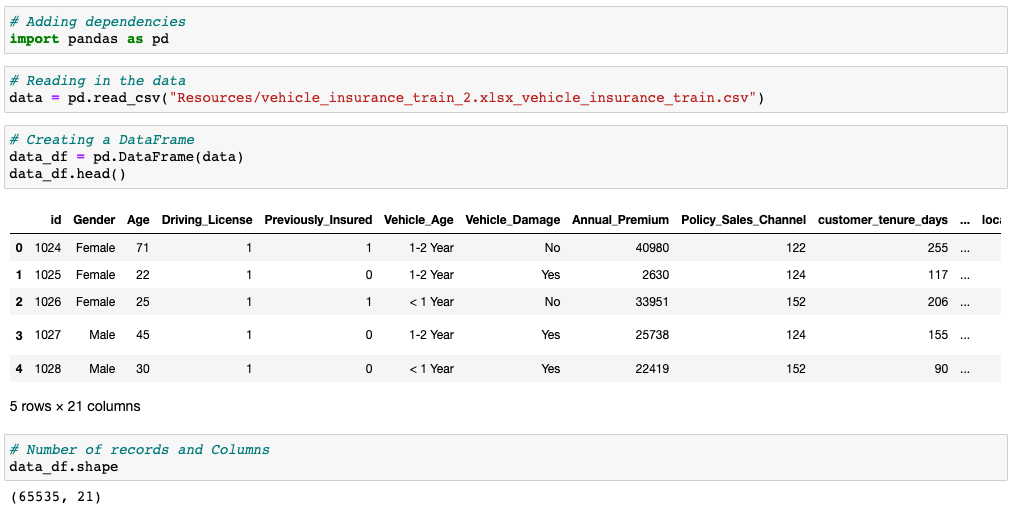 # Adding dependencies
import pandas as pd
# Reading in the data
data = pd.read_csv("Resources/vehicle_insurance_train_2.xlsx_vehicle_insurance_train.csv")
# Creating a DataFrame
data_df = pd.DataFrame(data)
data_df.head()
id Gender Age Driving_License Previously_Insured Vehicle_Age Vehicle_Damage Annual_Premium Policy_Sales_Channel customer_tenure_days ...
0 1024 Female 71 1 1 1-2 Year No 40980 122 255 ...
1 1025 Female 22 1 0 1-2 Year Yes 2630 124 117 ...
2 1026 Female 25 1 1 < 1 Year No 33951 152 206 ...
3 1027 Male 45 1 0 1-2 Year Yes 25738 124 155 ...
4 1028 Male 30 1 0 < 1 Year Yes 22419 152 90 ...
5 rows × 21 columns
# Number of records and Columns
data_df.shape
(65535, 21)